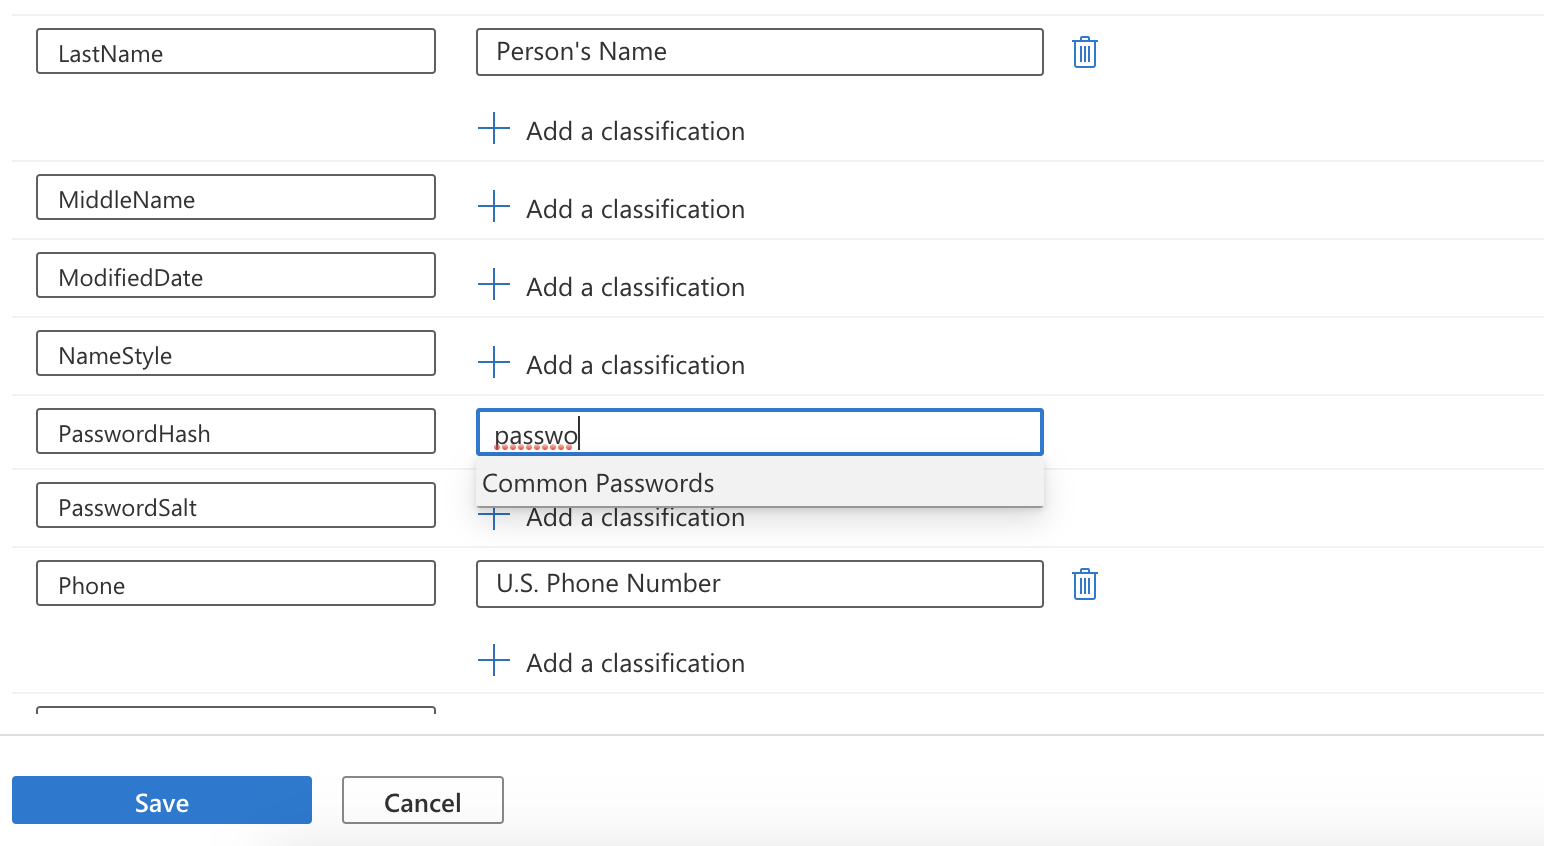 LastName Person's Name
Add a classification
MiddleName Add a classification
ModifiedDate Add a classification
NameStyle Add a classification
PasswordHash passwo
Common Passwords
PasswordSalt Add a classification
Phone U.S. Phone Number
Add a classification
Save Cancel